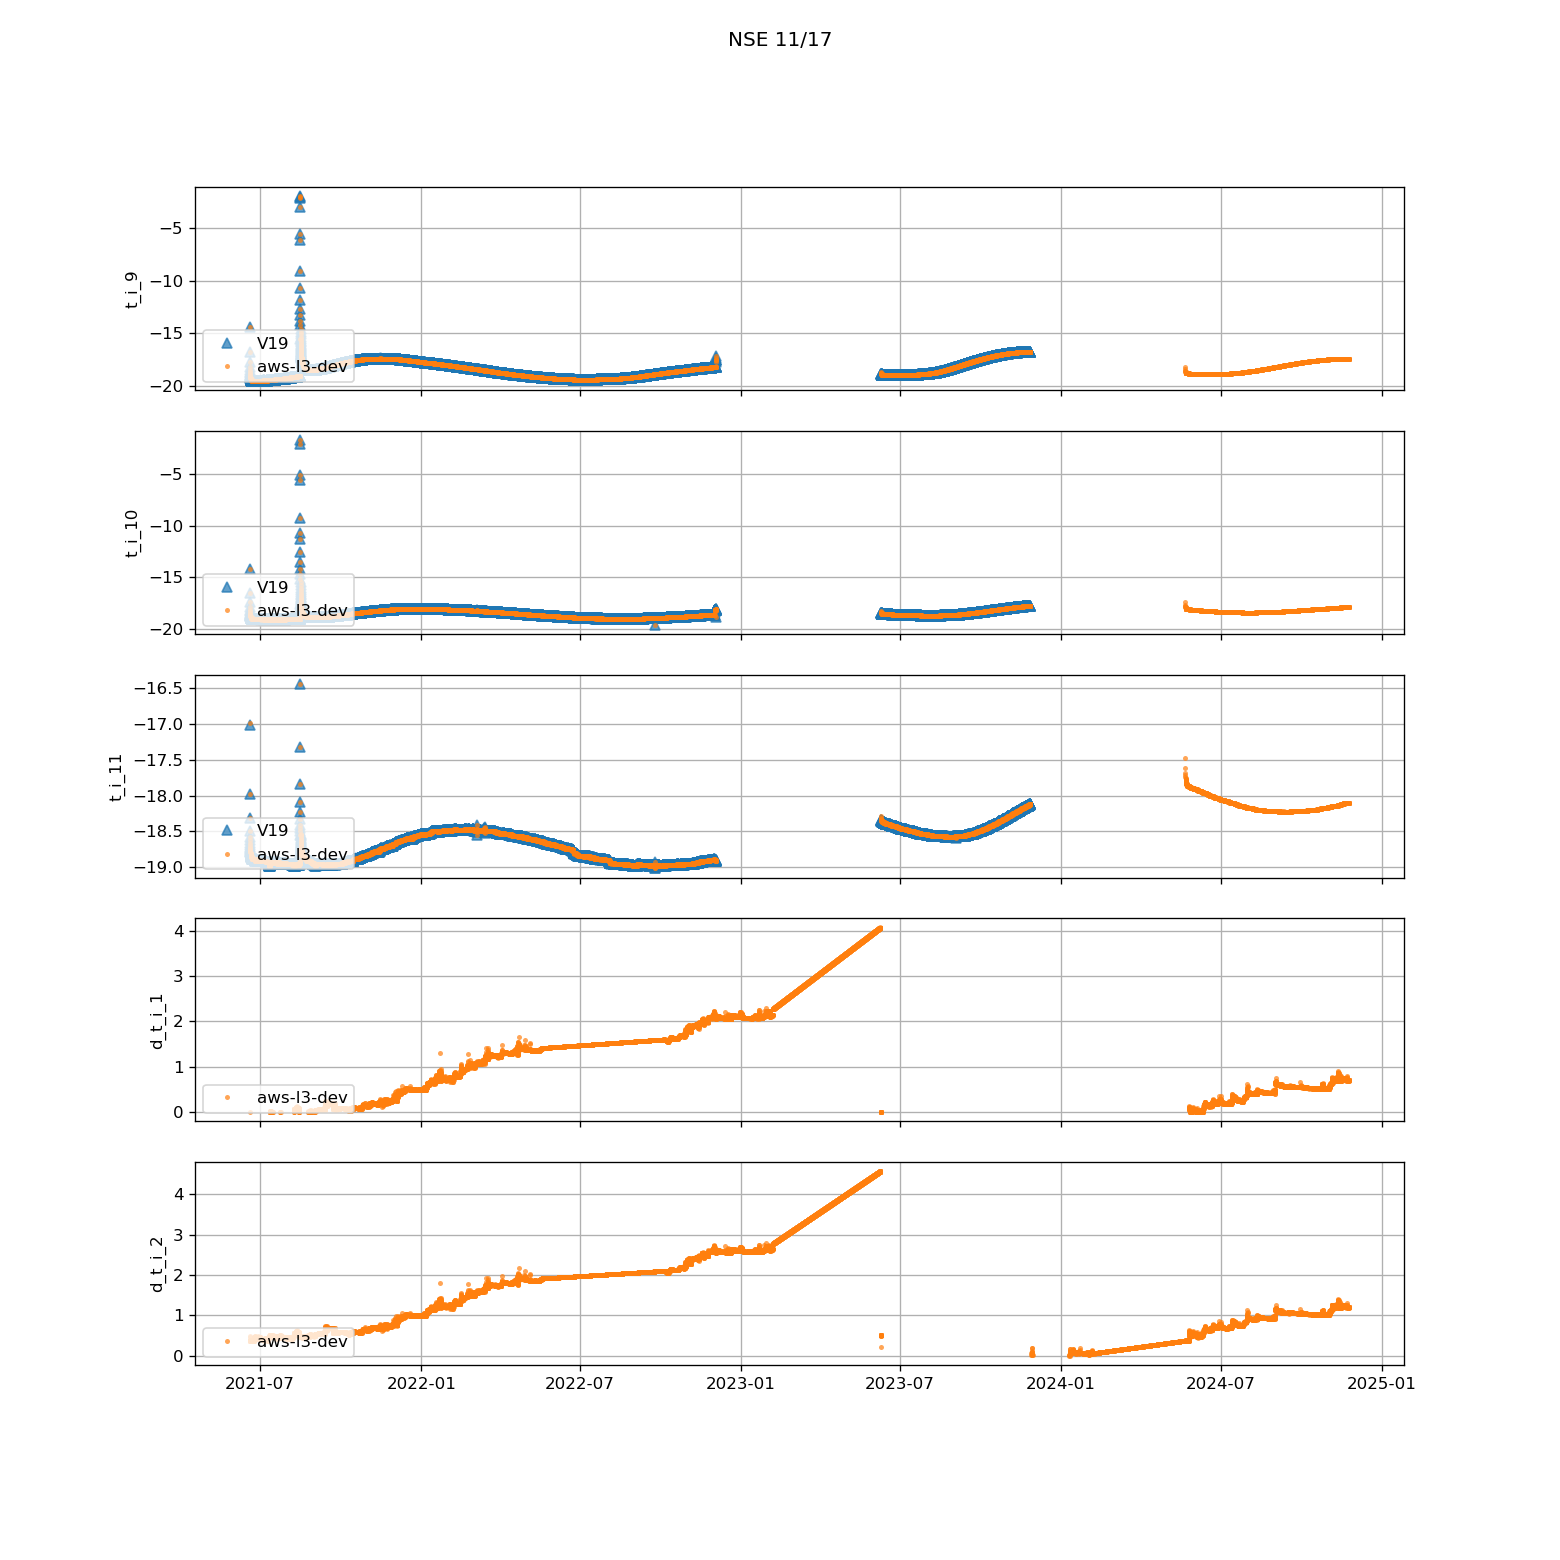 NSE 11/17
t_i_9
−5
−10
−15
−20
V19
aws-l3-dev
t_i_10
−5
−10
−15
−20
V19
aws-l3-dev
t_i_11
−16.5
−17.0
−17.5
−18.0
−18.5
−19.0
V19
aws-l3-dev
d_t_i_1
4
3
2
1
0
aws-l3-dev
d_t_i_2
4
3
2
1
0
aws-l3-dev
2021-07 2022-01 2022-07 2023-01 2023-07 2024-01 2024-07 2025-01